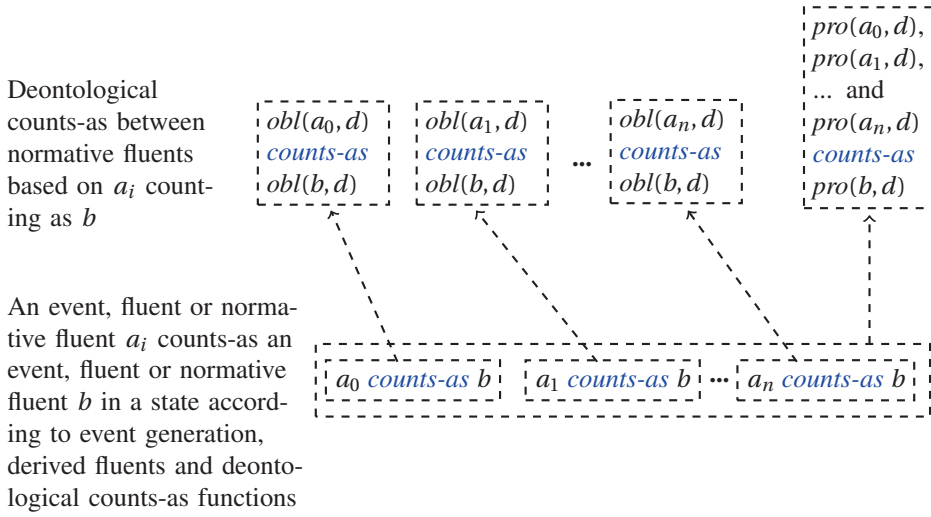 Deontological
counts-as between
normative fluents
based on a_i count-
ing as b
obl(a_0, d)
counts-as
obl(b, d)
obl(a_1, d)
counts-as
obl(b, d)
...
obl(a_n, d)
counts-as
obl(b, d)
pro(a_0, d),
pro(a_1, d),
... and
pro(a_n, d)
counts-as
pro(b, d)
An event, fluent or norma-
tive fluent a_i counts-as an
event, fluent or normative
fluent b in a state accord-
ing to event generation,
derived fluents and deonto-
logical counts-as functions
a_0 counts-as b
a_1 counts-as b
...
a_n counts-as b